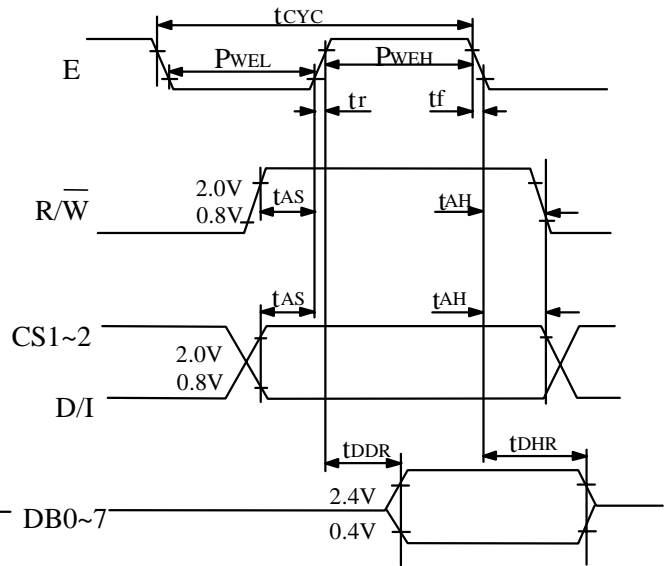 tCYC
E
PWEL
PWEH
tr
tf
R/W
2.0V
0.8V
tAS
tAH
tAS
tAH
CS1~2
2.0V
0.8V
D/I
tDDR
tDHR
2.4V
DB0~7
0.4V